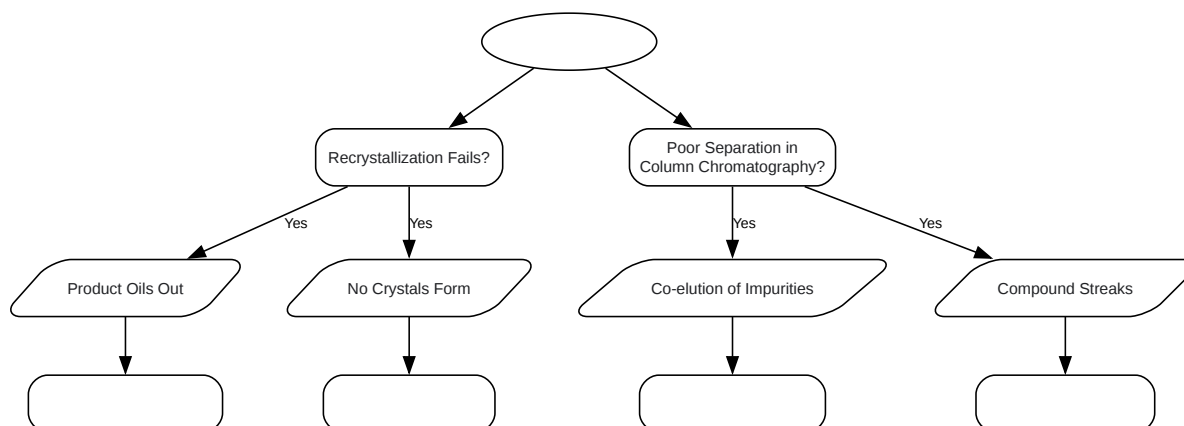 Recrystallization Fails?
Poor Separation in
Column Chromatography?
Yes
Yes
Yes
Yes
Product Oils Out
No Crystals Form
Co-elution of Impurities
Compound Streaks